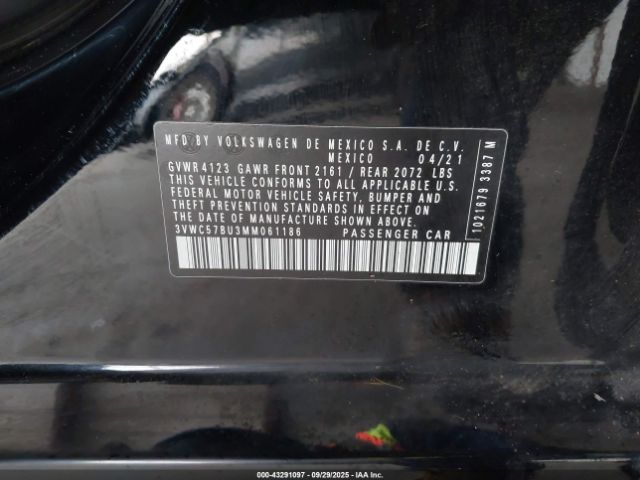 MFD BY VOLKSWAGEN DE MEXICO S.A. DE C.V.
MEXICO 04/21
GVWR 4123 GAWR FRONT 2161 / REAR 2072 LBS
THIS VEHICLE CONFORMS TO ALL APPLICABLE U.S.
FEDERAL MOTOR VEHICLE SAFETY, BUMPER AND
THEFT PREVENTION STANDARDS IN EFFECT ON THE
DATE OF MANUFACTURE SHOWN ABOVE.
3VWC57BU3MM061186 PASSENGER CAR
1021679 3387 M
000-43291097 - 09/29/2025 - © IAA Inc.